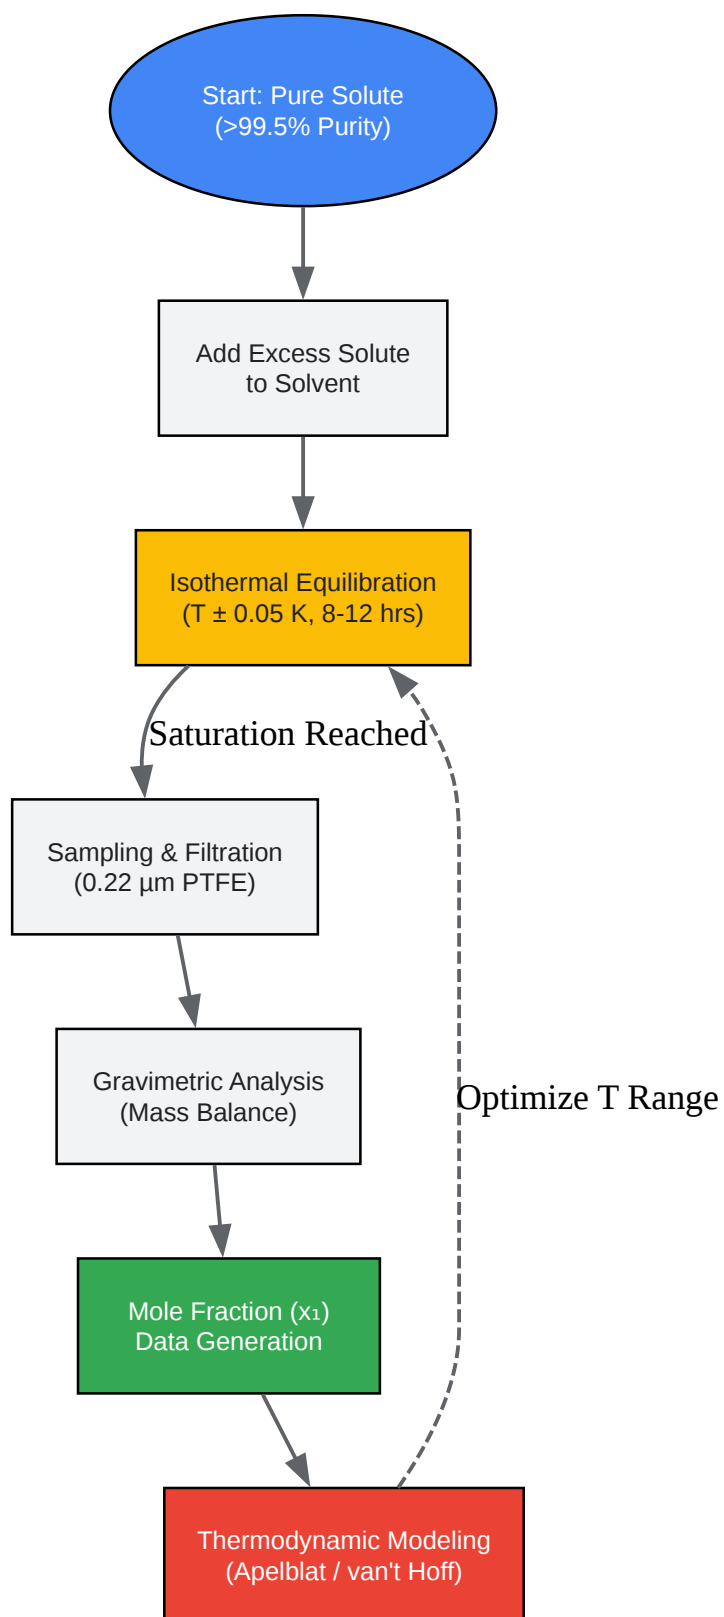 Start: Pure Solute
(>99.5% Purity)
Add Excess Solute
to Solvent
Isothermal Equilibration
(T ± 0.05 K, 8-12 hrs)
Saturation Reached
Sampling & Filtration
(0.22 µm PTFE)
Gravimetric Analysis
(Mass Balance)
Optimize T Range
Mole Fraction (x₁)
Data Generation
Thermodynamic Modeling
(Apelblat / van't Hoff)